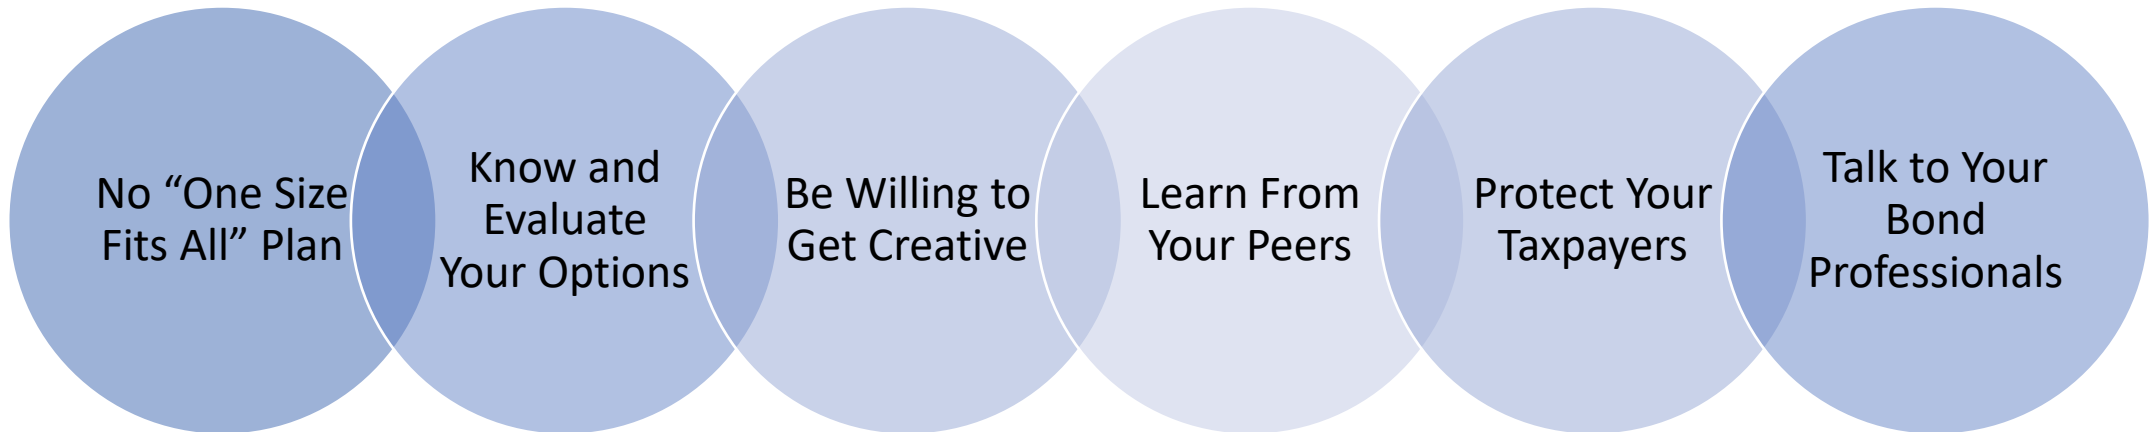 No “One Size
Fits All” Plan
Know and
Evaluate
Your Options
Be Willing to
Get Creative
Learn From
Your Peers
Protect Your
Taxpayers
Talk to Your
Bond
Professionals